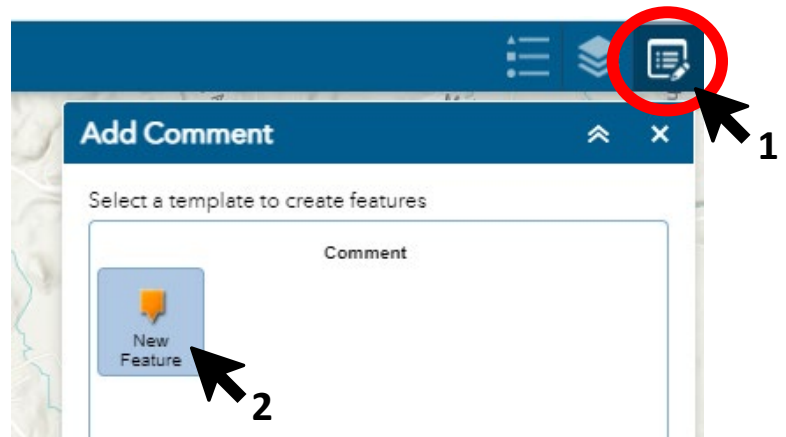 1
Add Comment
Select a template to create features
Comment
New
Feature
2